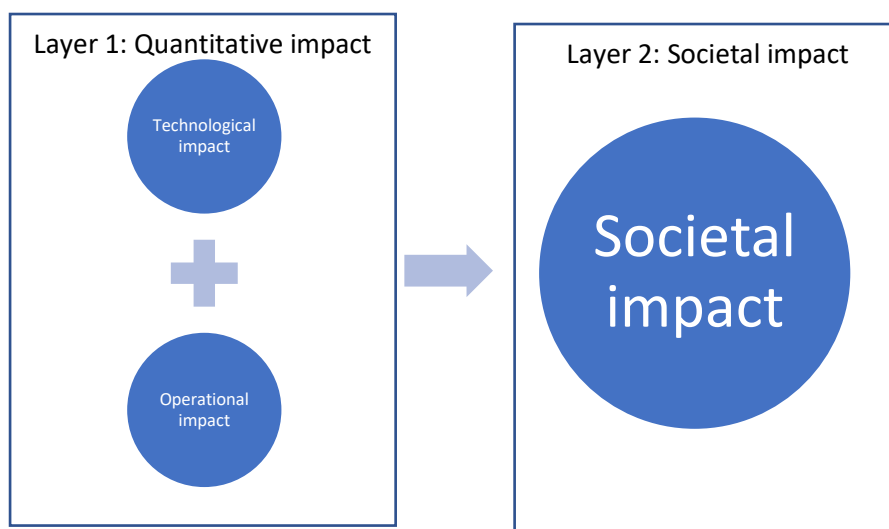 Layer 1: Quantitative impact
Technological
impact
Operational
impact
Layer 2: Societal impact
Societal
impact